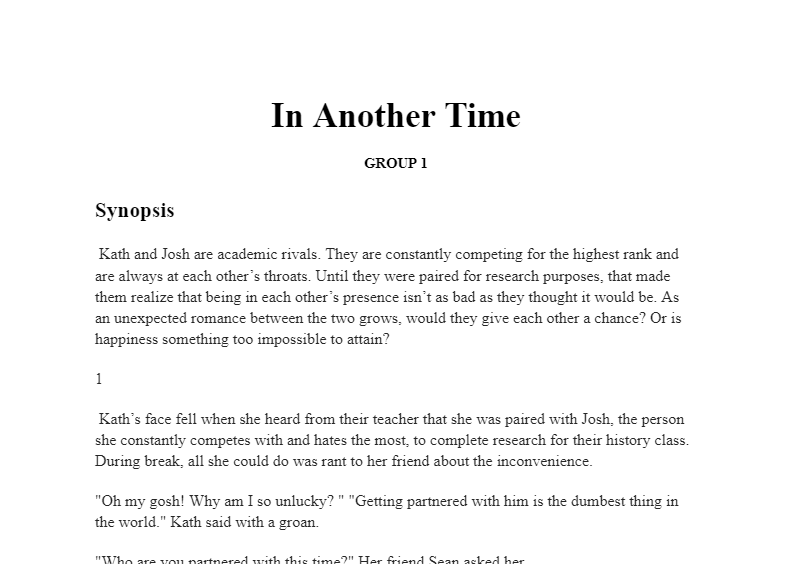 In Another Time
GROUP 1
Synopsis
Kath and Josh are academic rivals. They are constantly competing for the highest rank and
are always at each other’s throats. Until they were paired for research purposes, that made
them realize that being in each other’s presence isn’t as bad as they thought it would be. As
an unexpected romance between the two grows, would they give each other a chance? Or is
happiness something too impossible to attain?
1
Kath’s face fell when she heard from their teacher that she was paired with Josh, the person
she constantly competes with and hates the most, to complete research for their history class.
During break, all she could do was rant to her friend about the inconvenience.
"Oh my gosh! Why am I so unlucky? " "Getting partnered with him is the dumbest thing in
the world." Kath said with a groan.
"Who are you partnered with this time?" Her friend Sean asked her.